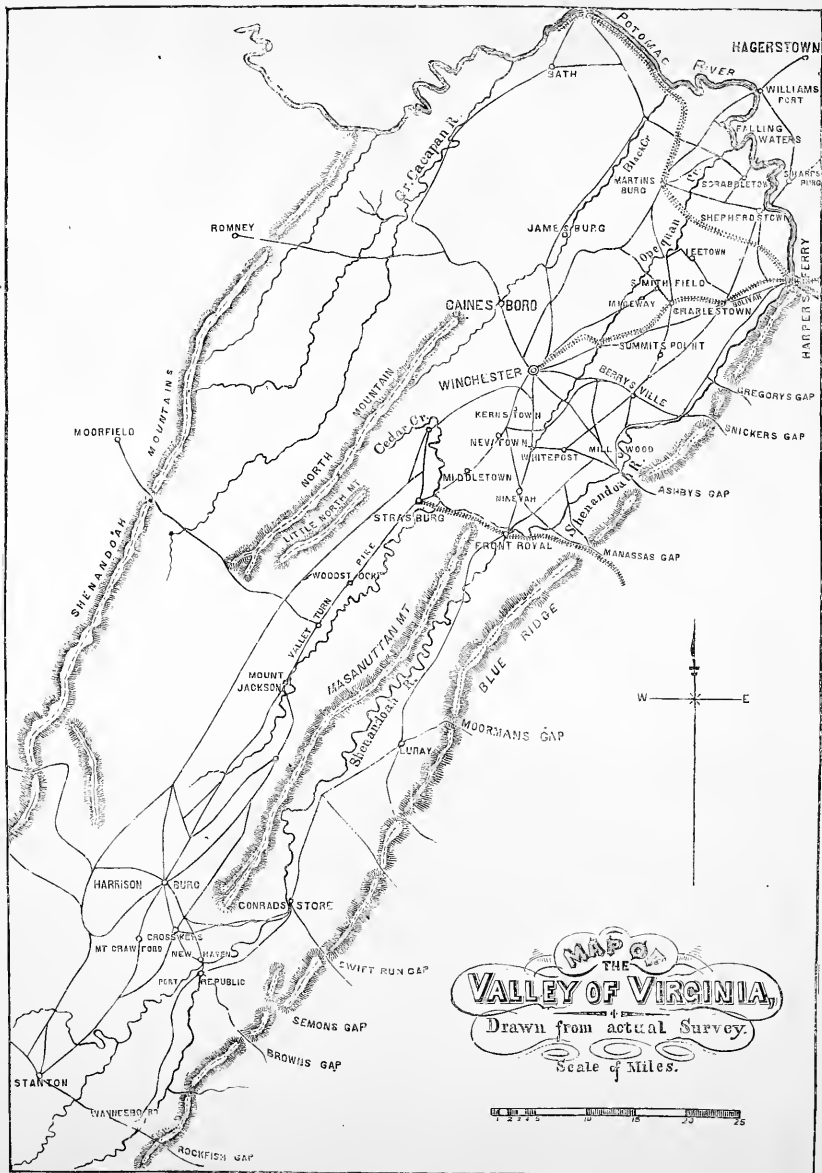 POTOMAC
RIVER
HAGERSTOWN
BATH
WILLIAMS
PORT
FALLING
WATERS
Gr. Cacapan R.
Black Cr
MARTINS
BURG
SCRABBLETOWN
SHARPS
BURG
SHEPHERDSTOWN
ROMNEY
JAMESBURG
Opequan
Cr
LEETOWN
SMITHFIELD
HARPERS FERRY
GAINES BORO
MIDGEWAY
CHARLESTOWN
BOLIVAR
SUMMITS POINT
WINCHESTER
BERRYSVILLE
GREGORYS GAP
SNICKERS GAP
MOORFIELD
MOUNTAINS
NORTH
MOUNTAIN
Cedar Cr.
KERNSTOWN
NEWTOWN
WHITEPOST
MILLWOOD
MIDDLETOWN
NINEVAH
Shenandoah R.
ASHBYS GAP
LITTLE NORTH MT
STRASBURG
FRONT ROYAL
MANASSAS GAP
SHENANDOAH
WOODSTOCK
PIKE
TURN
VALLEY
MASANUTTAN MT
BLUE RIDGE
MOUNT
JACKSON
Shenandoah R.
W
E
MOORMANS GAP
LURAY
HARRISON BURG
CONRADS STORE
CROSS KEYS
MT CRAWFORD
NEW HAVEN
PORT REPUBLIC
SWIFT RUN GAP
SEMONS GAP
BROWNS GAP
STANTON
WAYNESBORO
ROCKFISH GAP
MAP OF
THE
VALLEY OF VIRGINIA,
Drawn from actual Survey.
Scale of Miles.
1 2 3 4 5 10 15 20 25